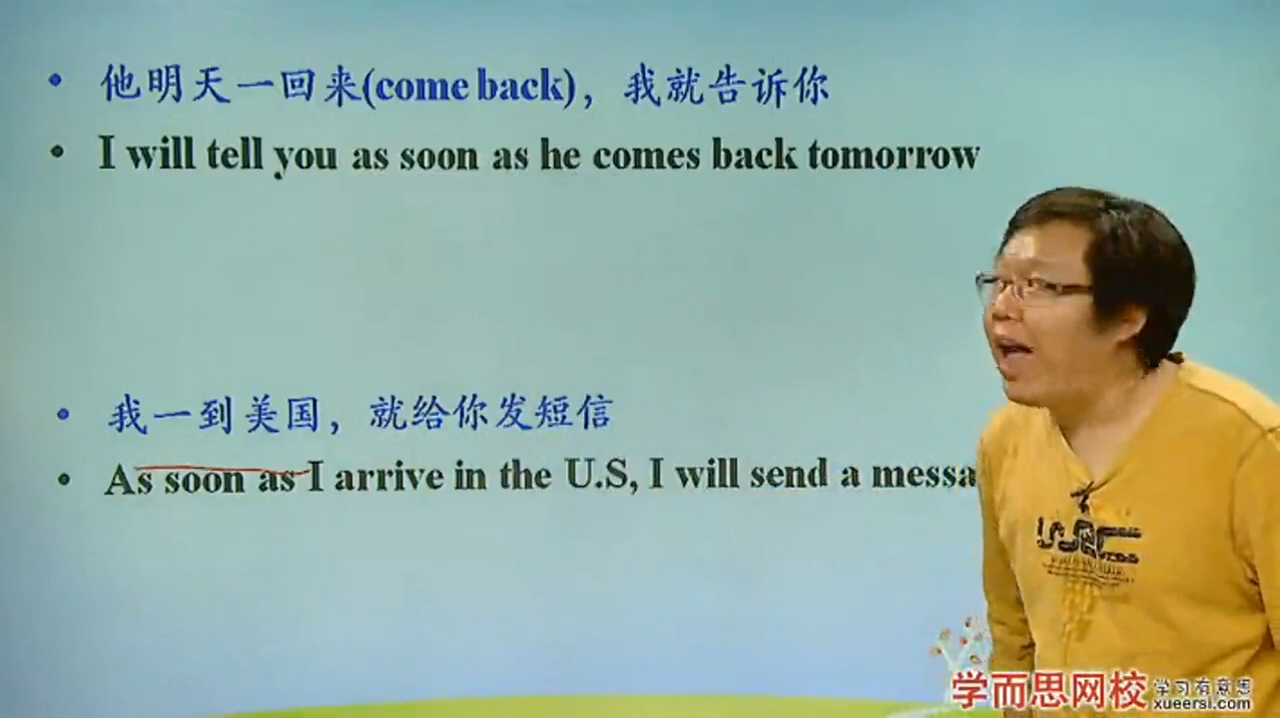 他明天一回来(come back)，我就告诉你
I will tell you as soon as he comes back tomorrow
我一到美国，就给你发短信
As soon as I arrive in the U.S, I will send a messa
学而思网校 学习有意思
xueersi.com